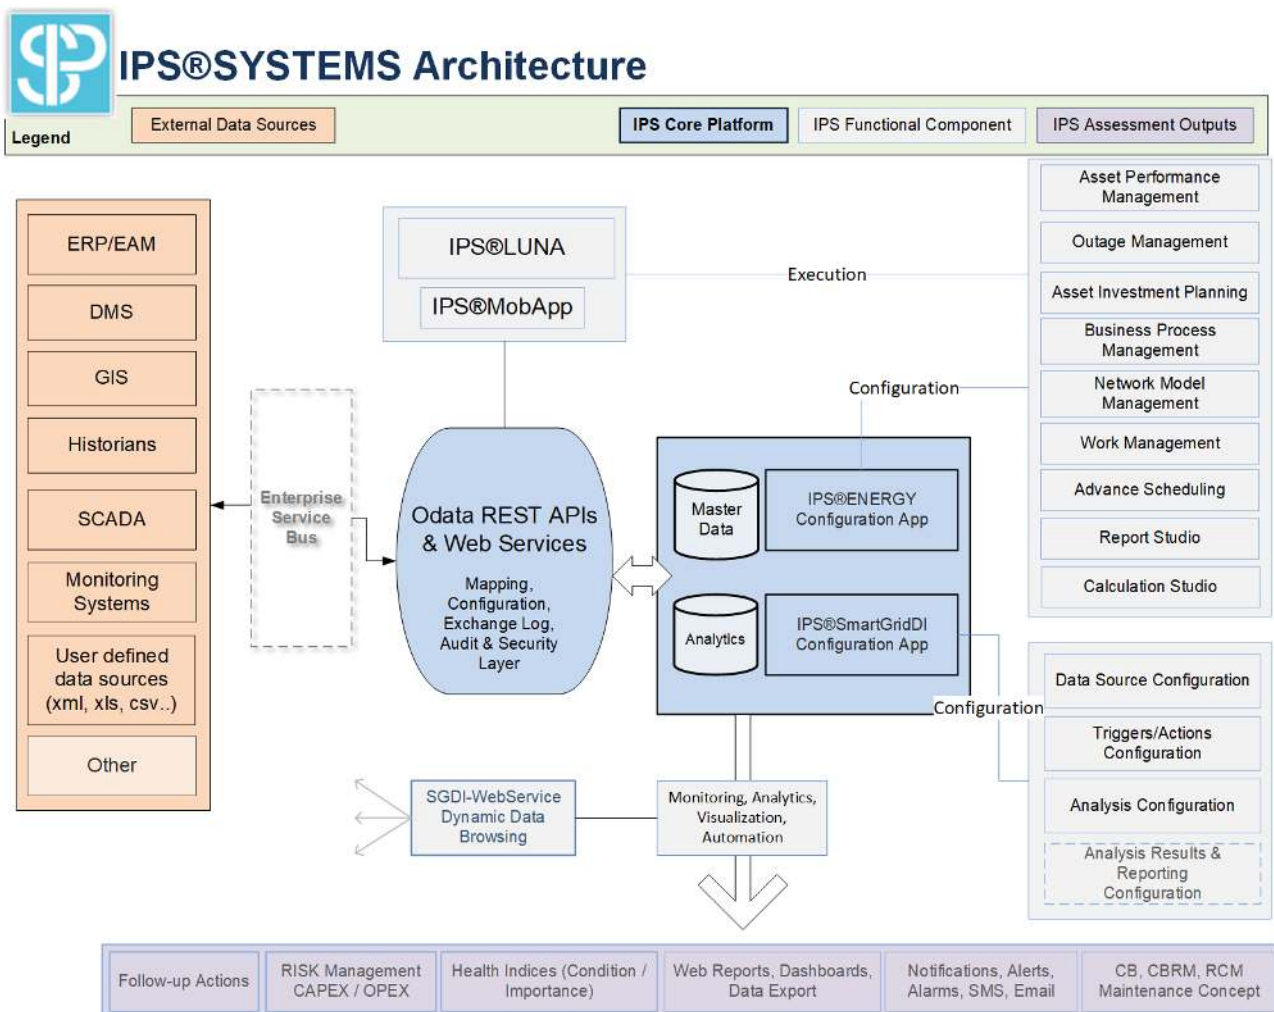 IPS®SYSTEMS Architecture
Legend
External Data Sources
IPS Core Platform
IPS Functional Component
IPS Assessment Outputs
ERP/EAM
DMS
GIS
Historians
SCADA
Monitoring
Systems
User defined
data sources
(xml, xls, csv..)
Other
Enterprise
Service
Bus
IPS®LUNA
IPS®MobApp
Execution
Configuration
Odata REST APIs
& Web Services
Mapping,
Configuration,
Exchange Log,
Audit & Security
Layer
Master
Data
IPS®ENERGY
Configuration App
Analytics
IPS®SmartGridDI
Configuration App
Configuration
SGDI-WebService
Dynamic Data
Browsing
Monitoring, Analytics,
Visualization,
Automation
Asset Performance
Management
Outage Management
Asset Investment Planning
Business Process
Management
Network Model
Management
Work Management
Advance Scheduling
Report Studio
Calculation Studio
Data Source Configuration
Triggers/Actions
Configuration
Analysis Configuration
Analysis Results &
Reporting
Configuration
Follow-up Actions
RISK Management
CAPEX / OPEX
Health Indices (Condition /
Importance)
Web Reports, Dashboards,
Data Export
Notifications, Alerts,
Alarms, SMS, Email
CB, CBRM, RCM
Maintenance Concept